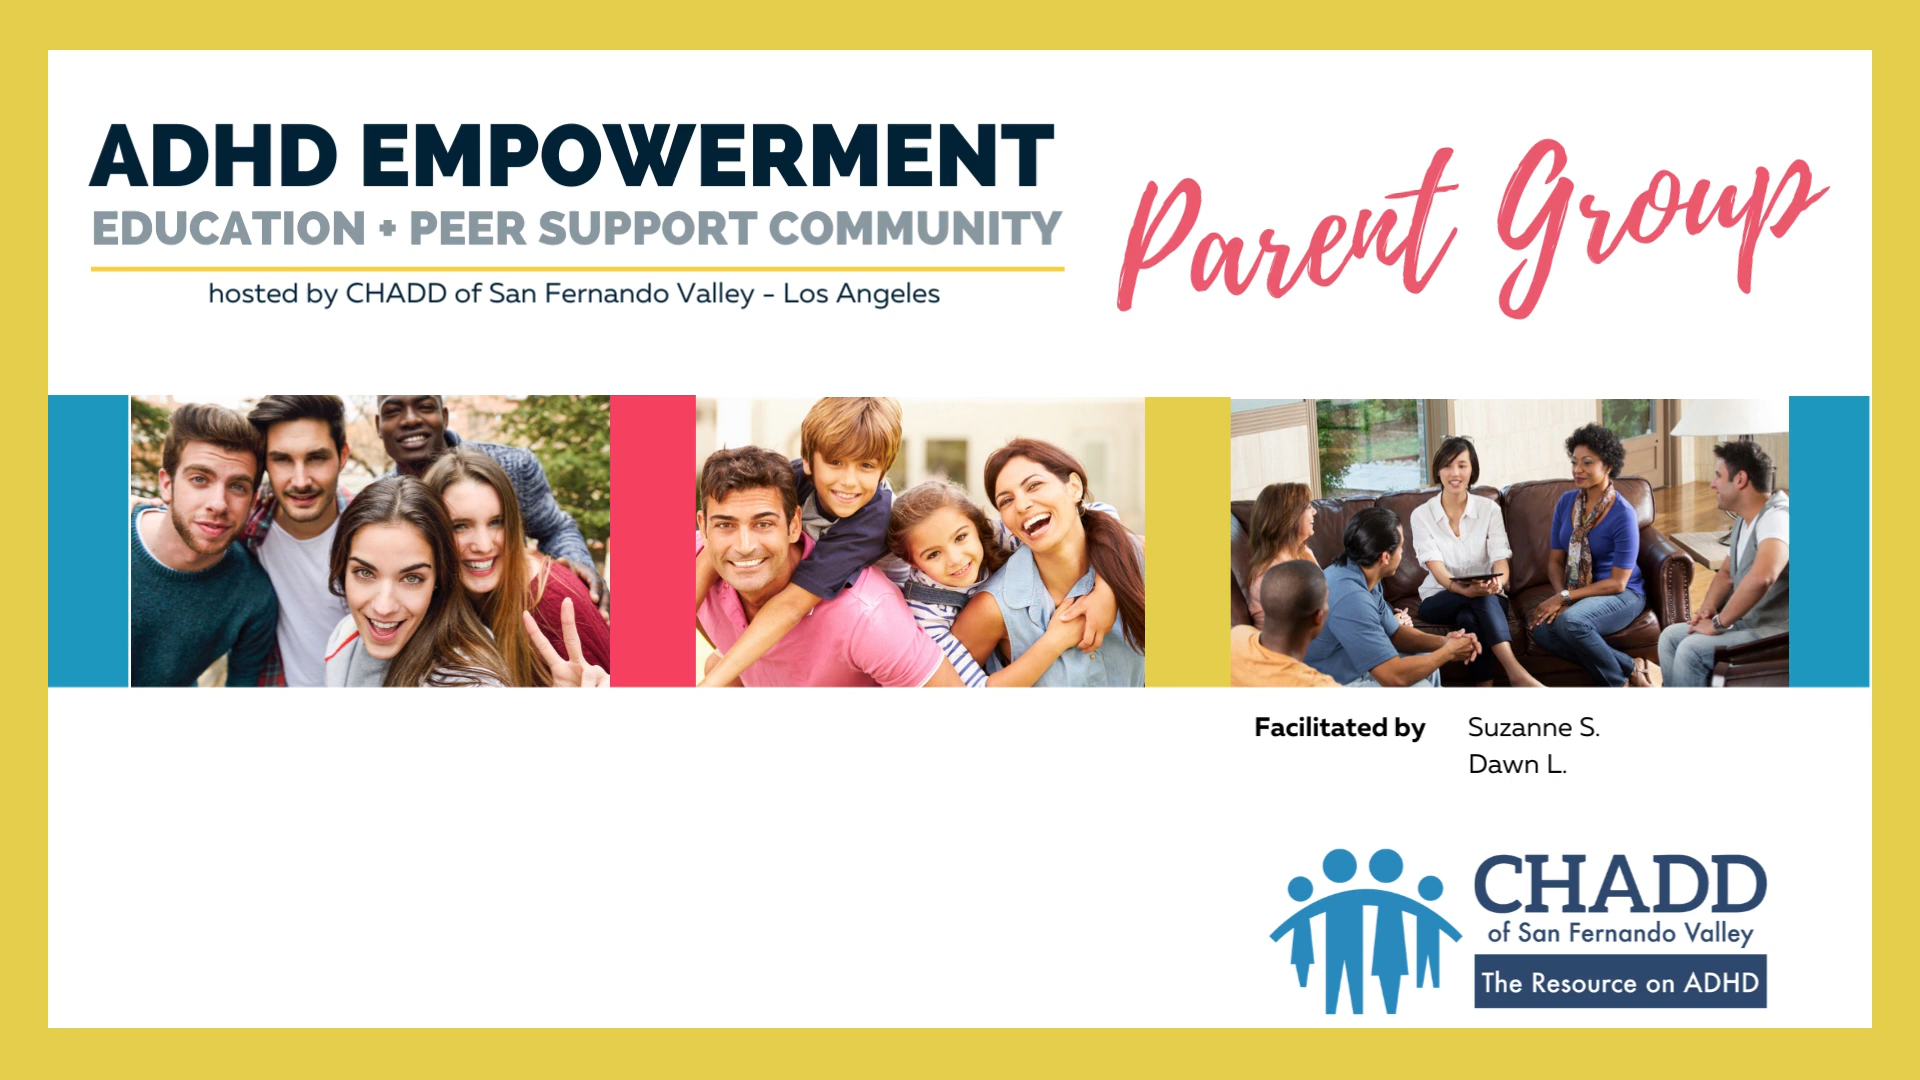 ADHD EMPOWERMENT
EDUCATION + PEER SUPPORT COMMUNITY
hosted by CHADD of San Fernando Valley - Los Angeles
Parent Group
Facilitated by Suzanne S.
Dawn L.
CHADD
of San Fernando Valley
The Resource on ADHD